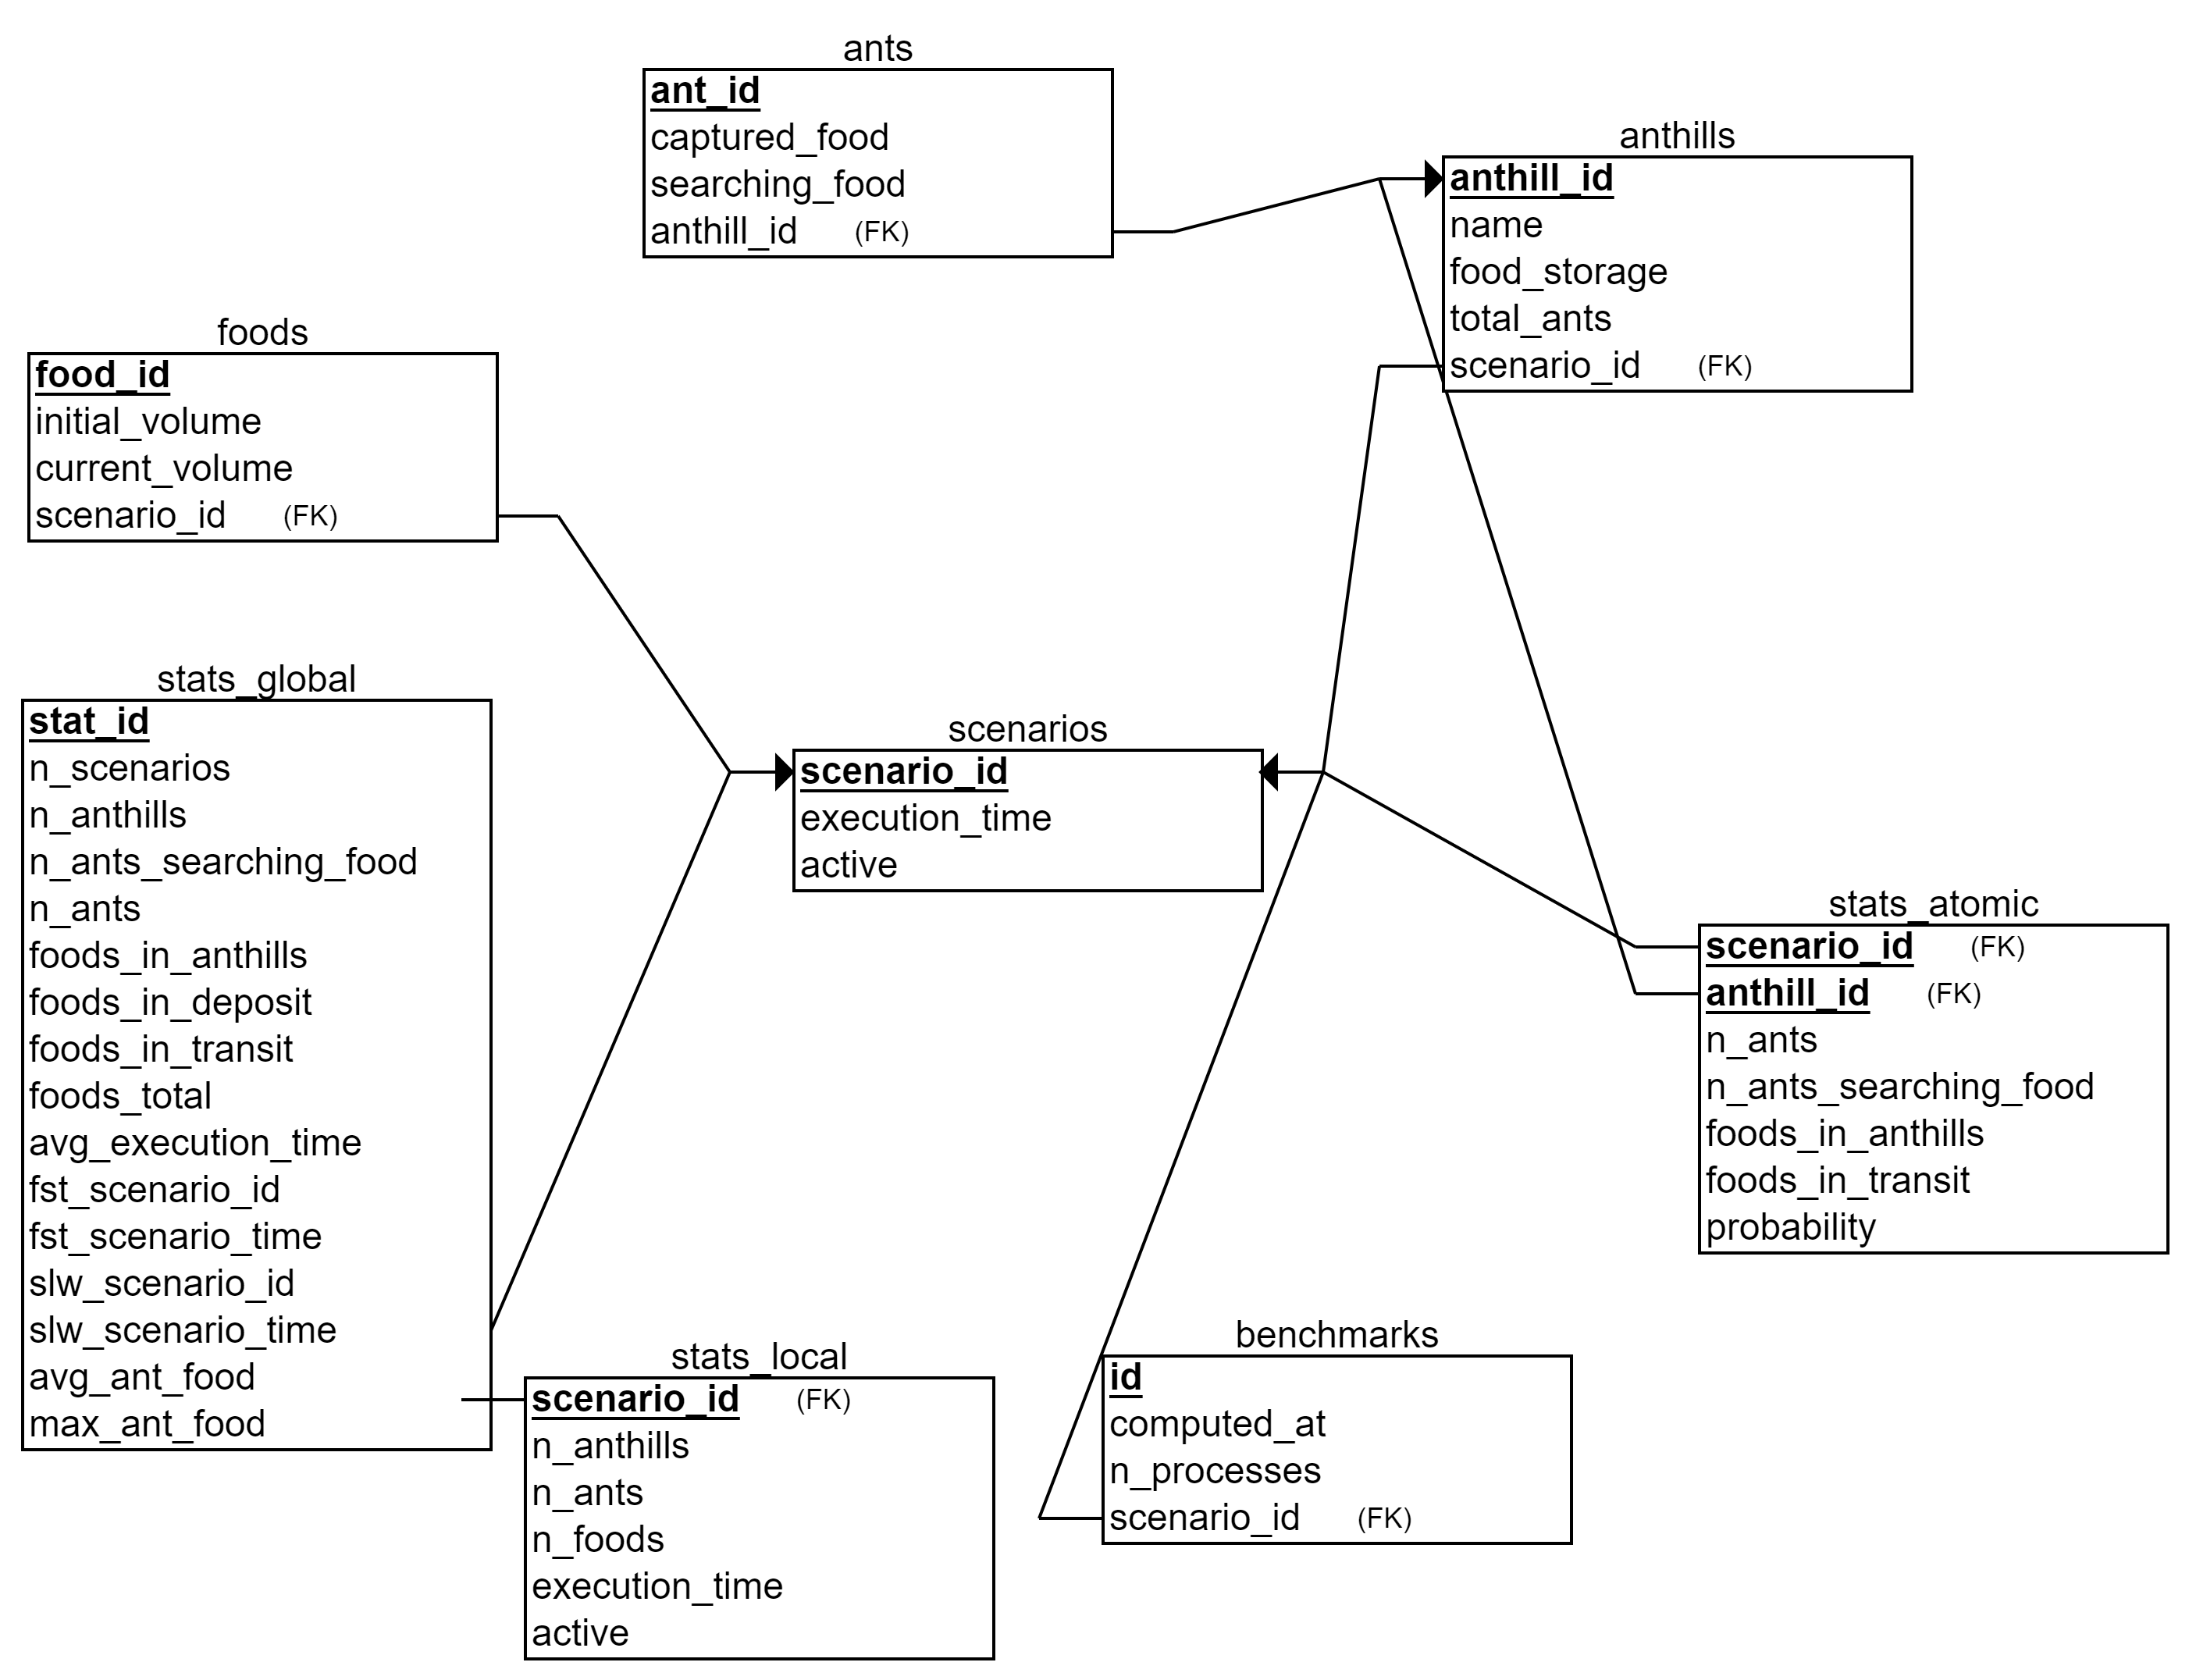 ants
ant_id
captured_food
searching_food
anthill_id (FK)
anthills
anthill_id
name
food_storage
total_ants
scenario_id (FK)
foods
food_id
initial_volume
current_volume
scenario_id (FK)
stats_global
stat_id
n_scenarios
n_anthills
n_ants_searching_food
n_ants
foods_in_anthills
foods_in_deposit
foods_in_transit
foods_total
avg_execution_time
fst_scenario_id
fst_scenario_time
slw_scenario_id
slw_scenario_time
avg_ant_food
max_ant_food
scenarios
scenario_id
execution_time
active
stats_atomic
scenario_id (FK)
anthill_id (FK)
n_ants
n_ants_searching_food
foods_in_anthills
foods_in_transit
probability
stats_local
scenario_id (FK)
n_anthills
n_ants
n_foods
execution_time
active
benchmarks
id
computed_at
n_processes
scenario_id (FK)